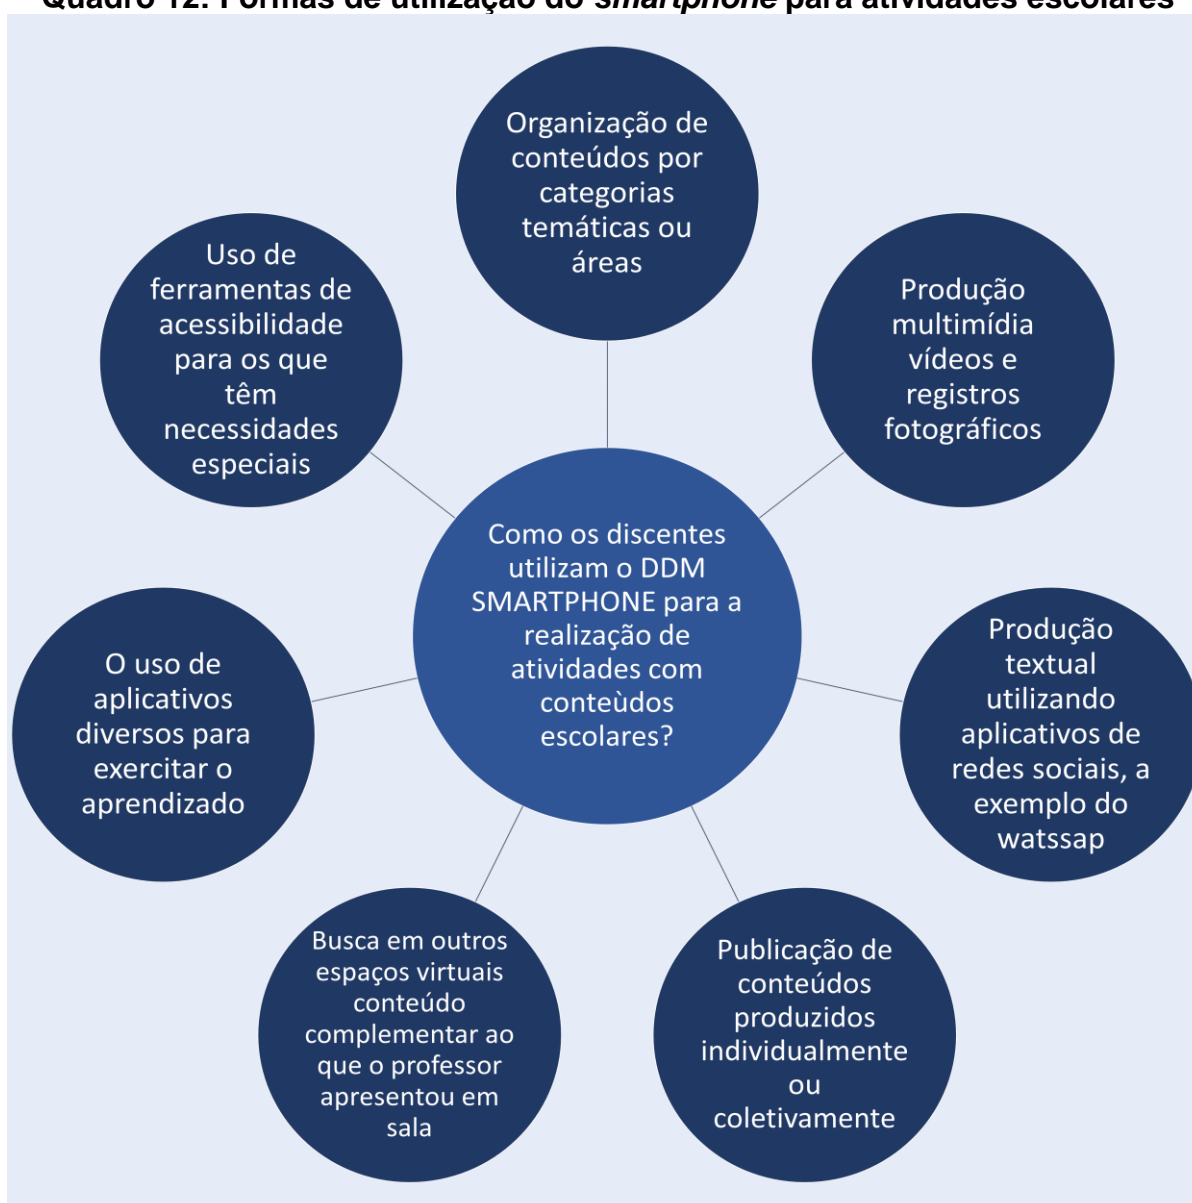 Quadro 12: Formas de utilização do smartphone para atividades escolares
Organização de
conteúdos por
categorias
temáticas ou
áreas
Produção
multimídia
vídeos e
registros
fotográficos
Produção
textual
utilizando
aplicativos de
redes sociais, a
exemplo do
watssap
Publicação de
conteúdos
produzidos
individualmente
ou
coletivamente
Busca em outros
espaços virtuais
conteúdo
complementar ao
que o professor
apresentou em
sala
O uso de
aplicativos
diversos para
exercitar o
aprendizado
Uso de
ferramentas de
acessibilidade
para os que
têm
necessidades
especiais
Como os discentes
utilizam o DDM
SMARTPHONE para a
realização de
atividades com
conteùdos
escolares?